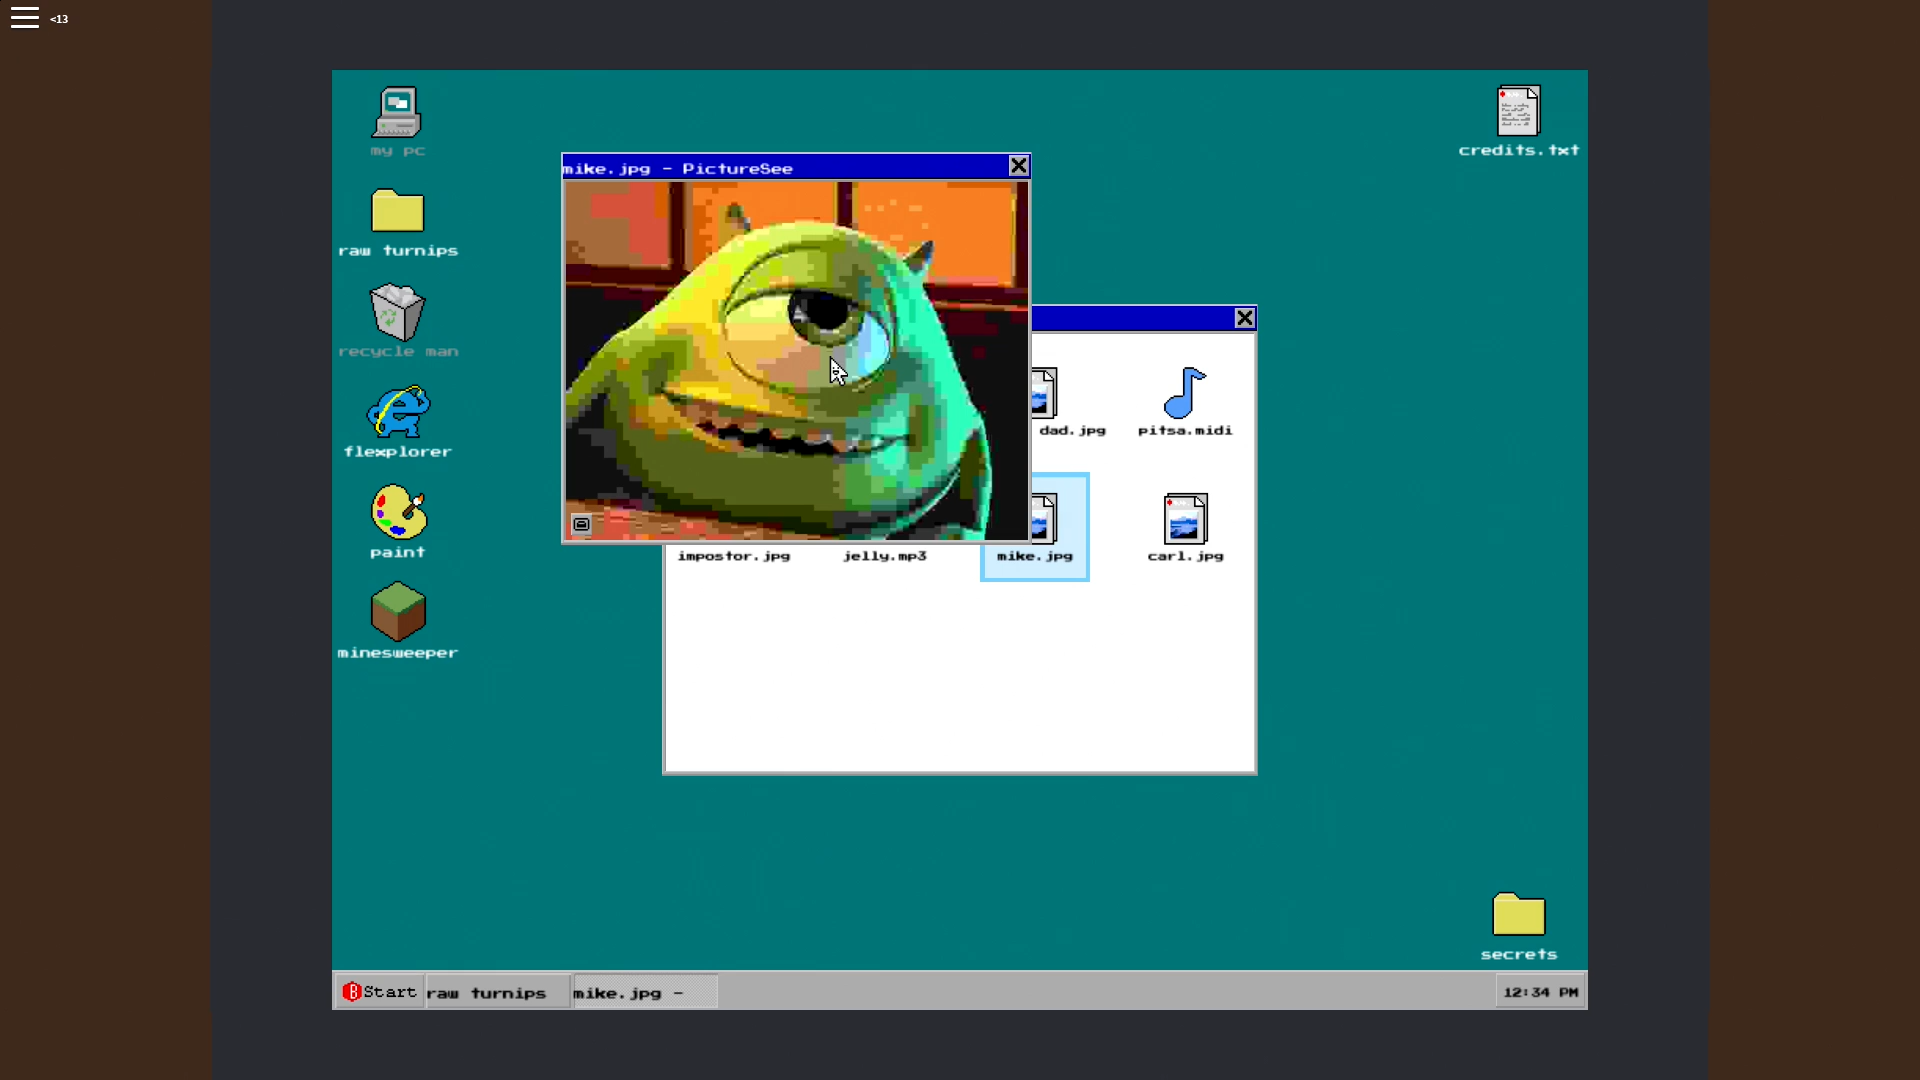 <13
my pc
credits.txt
mike.jpg - PictureSee
raw turnips
recycle man
dad.jpg
pitsa.midi
flexplorer
paint
impostor.jpg
jelly.mp3
mike.jpg
carl.jpg
minesweeper
secrets
Start
raw turnips
mike.jpg -
12:34 PM